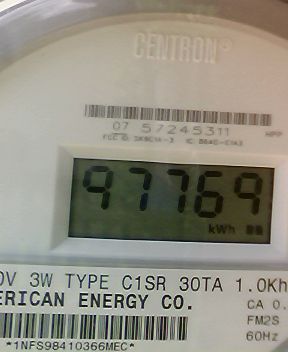 CENTRON®
07 57245311
97769
kWh
0V 3W TYPE C1SR 30TA 1.0Kh
ERICAN ENERGY CO.
CA 0.
FM2S
60Hz
*1NFS98410366MEC*